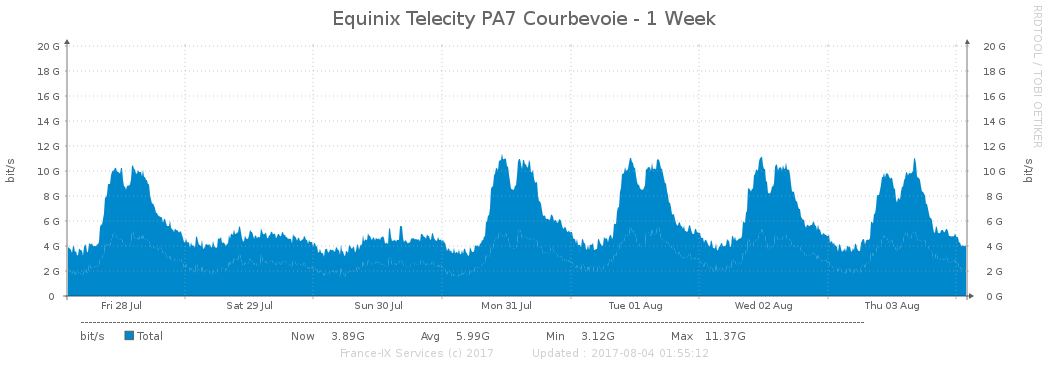 Equinix Telecity PA7 Courbevoie - 1 Week
RRDTOOL / TOBI OETIKER
20 G 20 G
18 G 18 G
16 G 16 G
14 G 14 G
12 G 12 G
10 G 10 G
8 G 8 G
6 G 6 G
4 G 4 G
2 G 2 G
0 0 G
bit/s
bit/s
Fri 28 Jul Sat 29 Jul Sun 30 Jul Mon 31 Jul Tue 01 Aug Wed 02 Aug Thu 03 Aug
bit/s Total Now 3.89G Avg 5.99G Min 3.12G Max 11.37G
France-IX Services (c) 2017 Updated : 2017-08-04 01:55:12